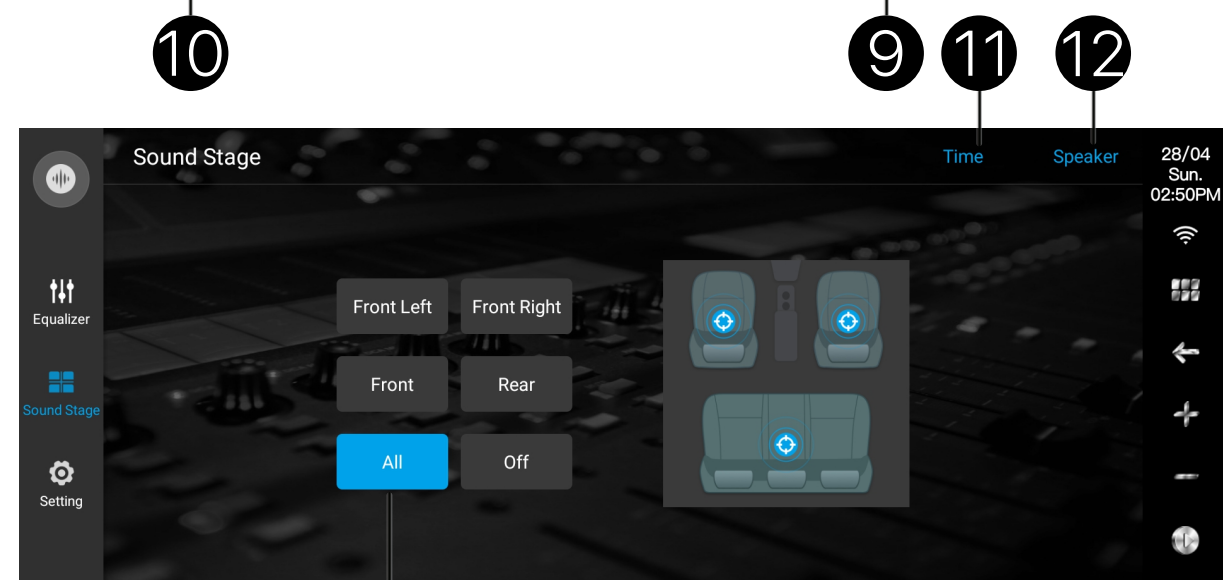 10
9
11
12
Sound Stage
Time
Speaker
28/04
Sun.
02:50PM
Equalizer
Sound Stage
Setting
Front Left
Front Right
Front
Rear
All
Off